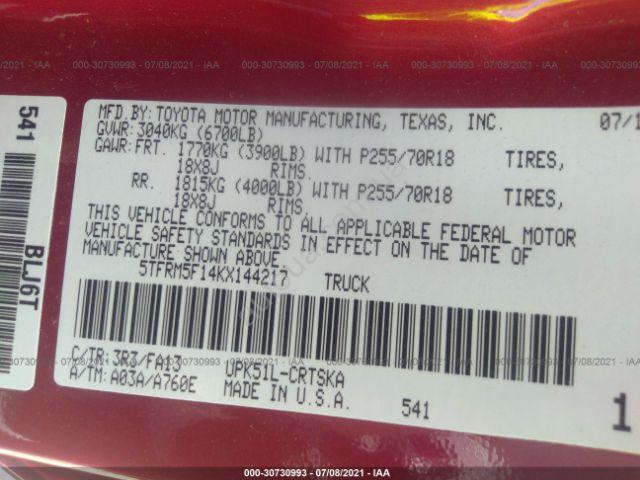 000-30730993 - 07/08/2021 - IAA
541
BLJ6T
MFD.BY:TOYOTA MOTOR MANUFACTURING, TEXAS, INC. 07/1
GVWR:3040KG (6700LB)
GAWR:FRT. 1770KG (3900LB) WITH P255/70R18 TIRES,
18X8J RIMS.
RR. 1815KG (4000LB) WITH P255/70R18 TIRES,
18X8J RIMS.
THIS VEHICLE CONFORMS TO ALL APPLICABLE FEDERAL MOTOR
VEHICLE SAFETY STANDARDS IN EFFECT ON THE DATE OF
MANUFACTURE SHOWN ABOVE.
5TFRM5F14KX144217 TRUCK
C/TR:3R3/FA13 UPK51L-CRTSKA
A/TM:A03A/A760E MADE IN U.S.A. 541
1
000-30730993 - 07/08/2021 - IAA